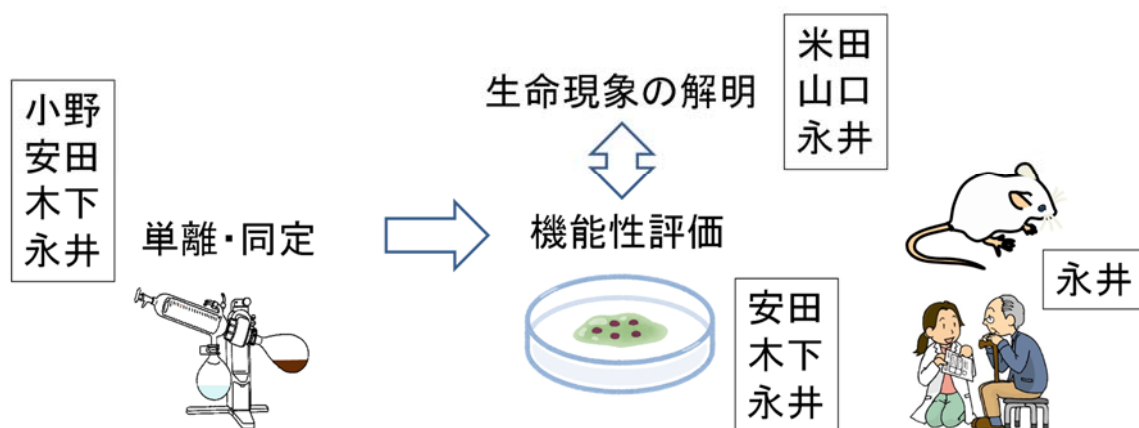 小野
安田
木下
永井
単離・同定
生命現象の解明
米田
山口
永井
機能性評価
安田
木下
永井
永井